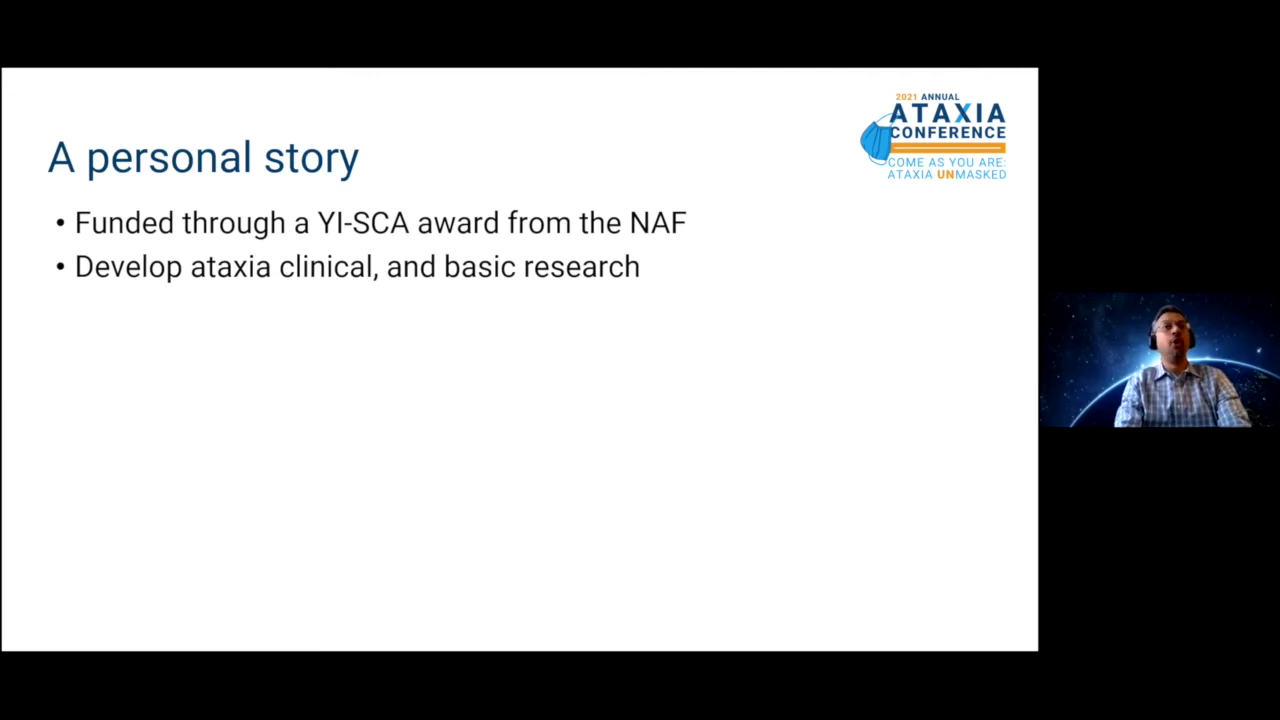 2021 ANNUAL
ATAXIA
CONFERENCE
COME AS YOU ARE:
ATAXIA UNMASKED
A personal story
• Funded through a YI-SCA award from the NAF
• Develop ataxia clinical, and basic research